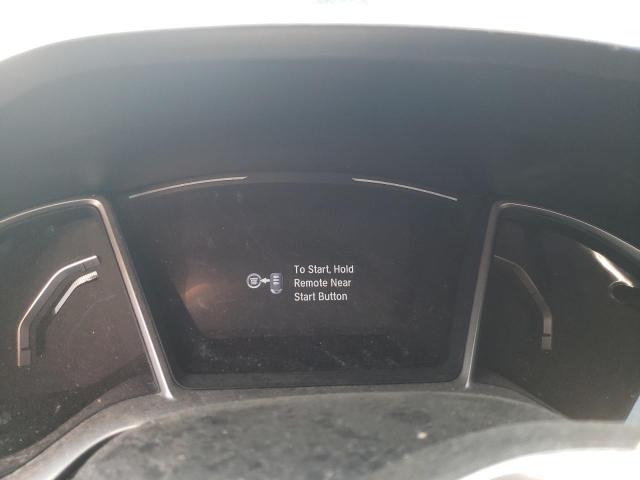 To Start, Hold
Remote Near
Start Button